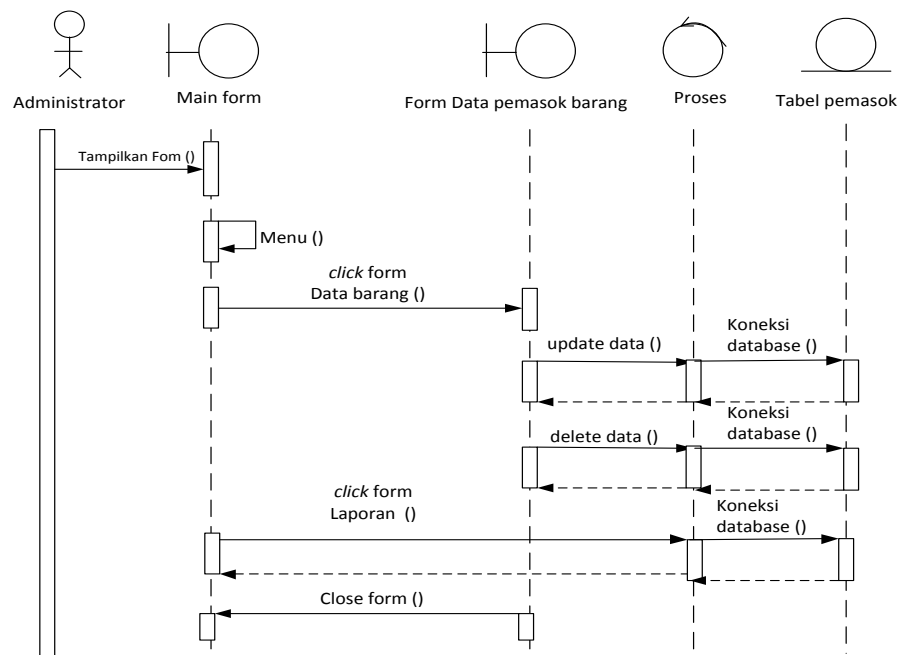 Administrator
Main form
Form Data pemasok barang
Proses
Tabel pemasok
Tampilkan Fom ()
Menu ()
click form
Data barang ()
update data ()
Koneksi
database ()
delete data ()
Koneksi
database ()
click form
Laporan ()
Koneksi
database ()
Close form ()